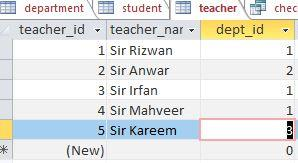 department student teacher chec
teacher_id teacher_nar dept_id
1 Sir Rizwan 1
2 Sir Anwar 2
3 Sir Irfan 1
4 Sir Mahveer 1
5 Sir Kareem 3
(New) 0